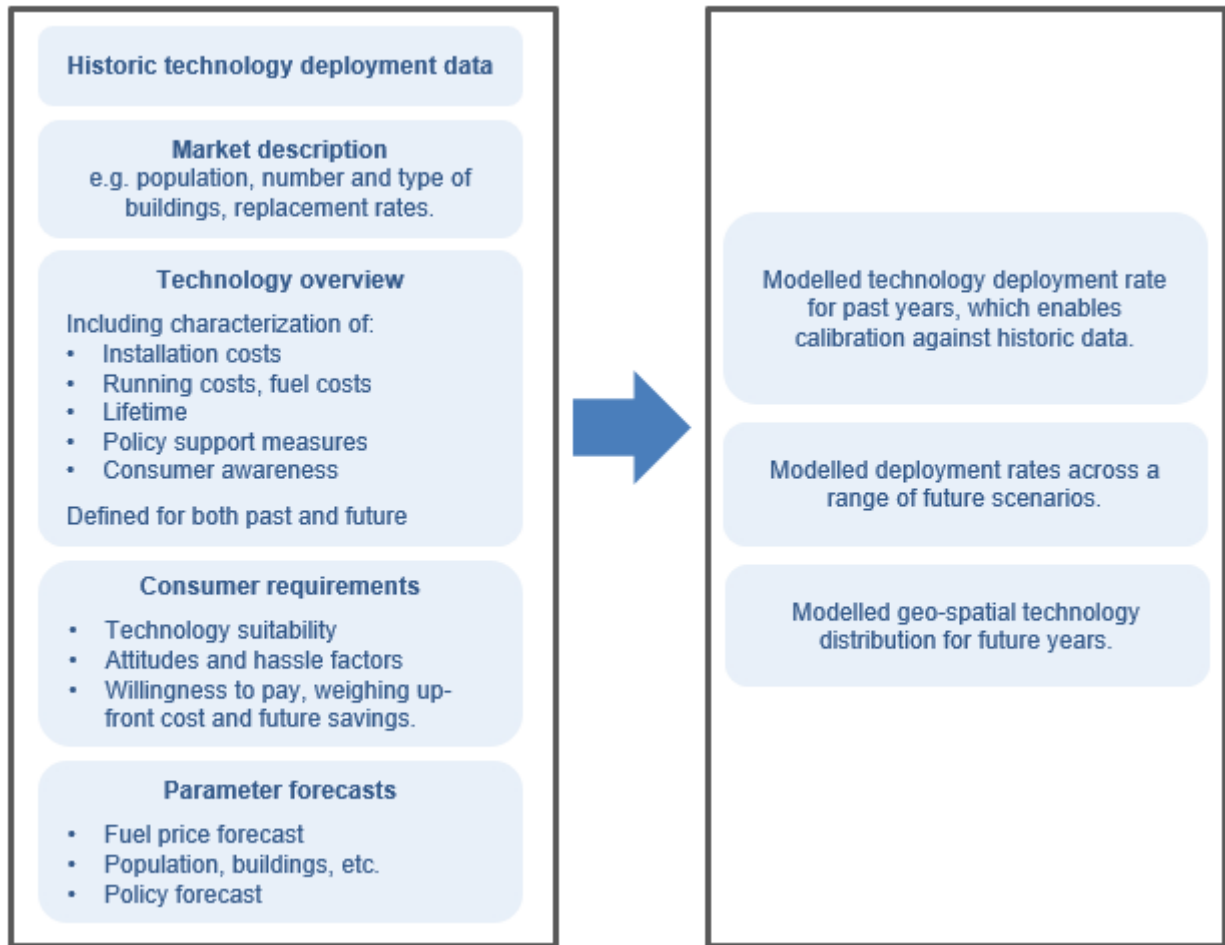 Historic technology deployment data
Market description
e.g. population, number and type of
buildings, replacement rates.
Technology overview
Including characterization of:
• Installation costs
• Running costs, fuel costs
• Lifetime
• Policy support measures
• Consumer awareness
Defined for both past and future
Consumer requirements
• Technology suitability
• Attitudes and hassle factors
• Willingness to pay, weighing up-
front cost and future savings.
Parameter forecasts
• Fuel price forecast
• Population, buildings, etc.
• Policy forecast
Modelled technology deployment rate
for past years, which enables
calibration against historic data.
Modelled deployment rates across a
range of future scenarios.
Modelled geo-spatial technology
distribution for future years.